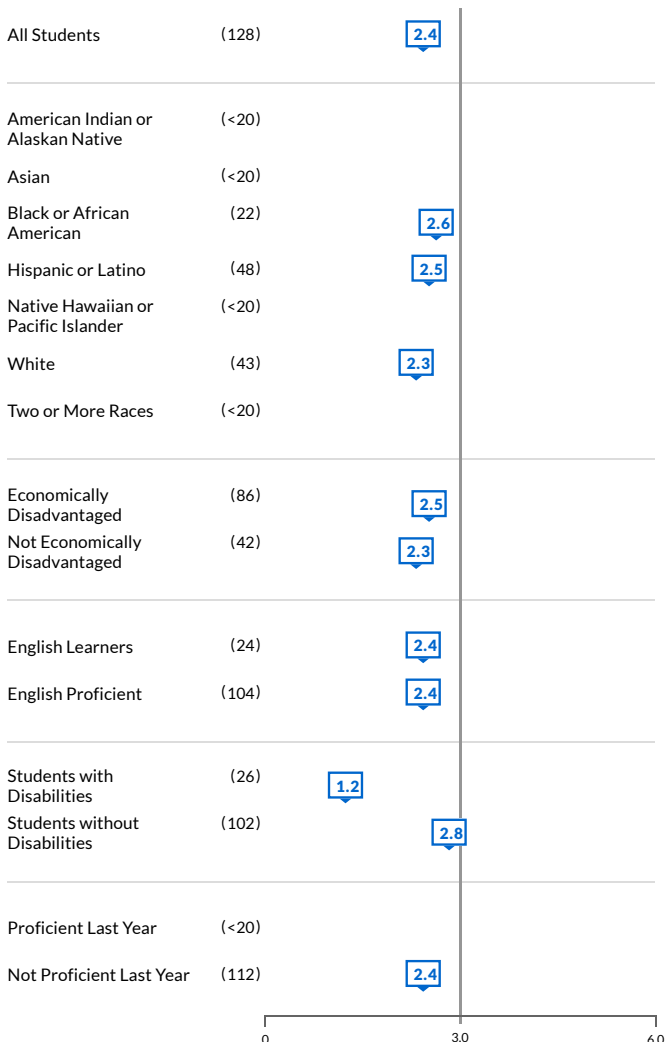 All Students (128) 2.4
American Indian or (<20)
Alaskan Native
Asian (<20)
Black or African (22) 2.6
American
Hispanic or Latino (48) 2.5
Native Hawaiian or (<20)
Pacific Islander
White (43) 2.3
Two or More Races (<20)
Economically (86) 2.5
Disadvantaged
Not Economically (42) 2.3
Disadvantaged
English Learners (24) 2.4
English Proficient (104) 2.4
Students with (26) 1.2
Disabilities
Students without (102) 2.8
Disabilities
Proficient Last Year (<20)
Not Proficient Last Year (112) 2.4
0 3.0 6.0